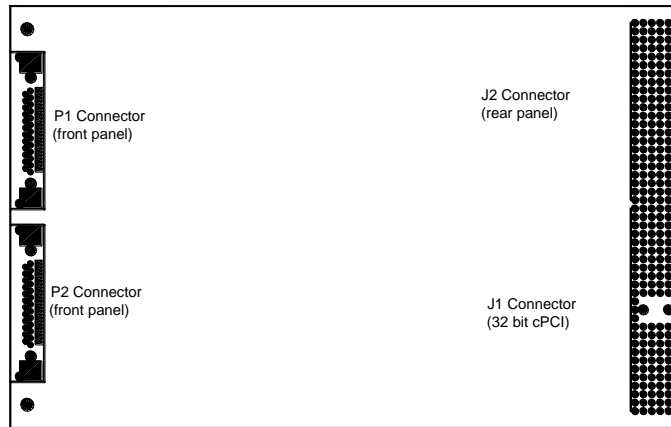 P1 Connector
(front panel)
J2 Connector
(rear panel)
P2 Connector
(front panel)
J1 Connector
(32 bit cPCI)